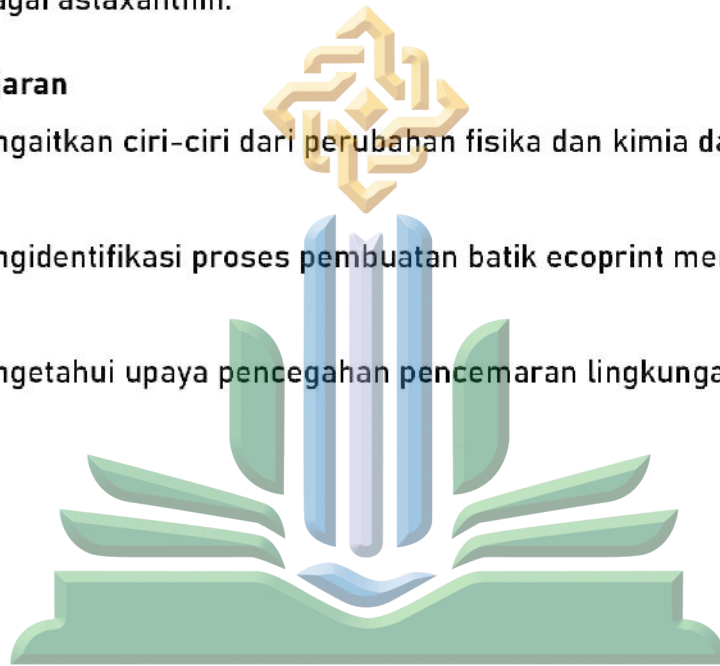 agai astaxanthin.
jaran
ngaitkan ciri-ciri dari perubahan fisika dan kimia da
ngidentifikasi proses pembuatan batik ecoprint me
ngetahui upaya pencegahan pencemaran lingkunga